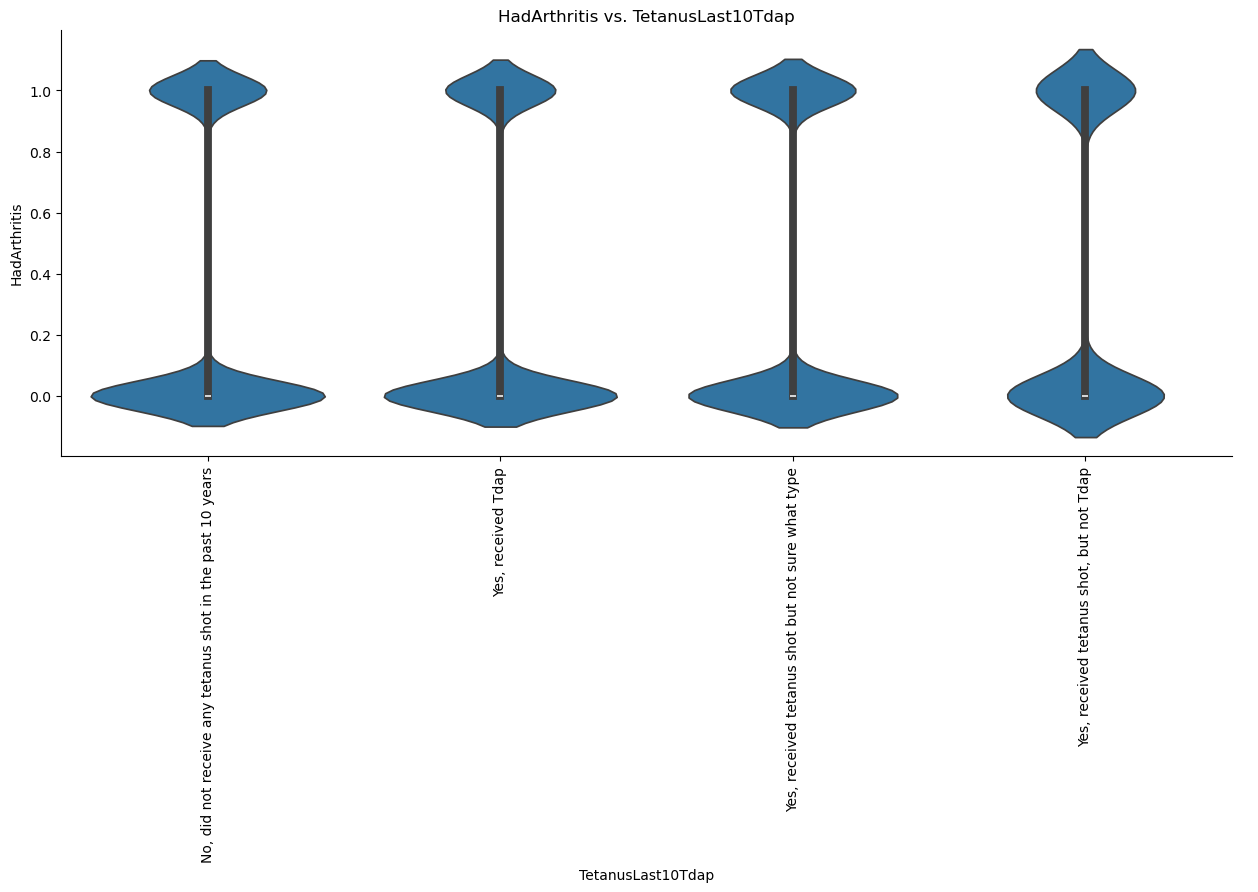 HadArthritis vs. TetanusLast10Tdap
HadArthritis
1.0
0.8
0.6
0.4
0.2
0.0
No, did not receive any tetanus shot in the past 10 years
Yes, received Tdap
Yes, received tetanus shot but not sure what type
Yes, received tetanus shot, but not Tdap
TetanusLast10Tdap